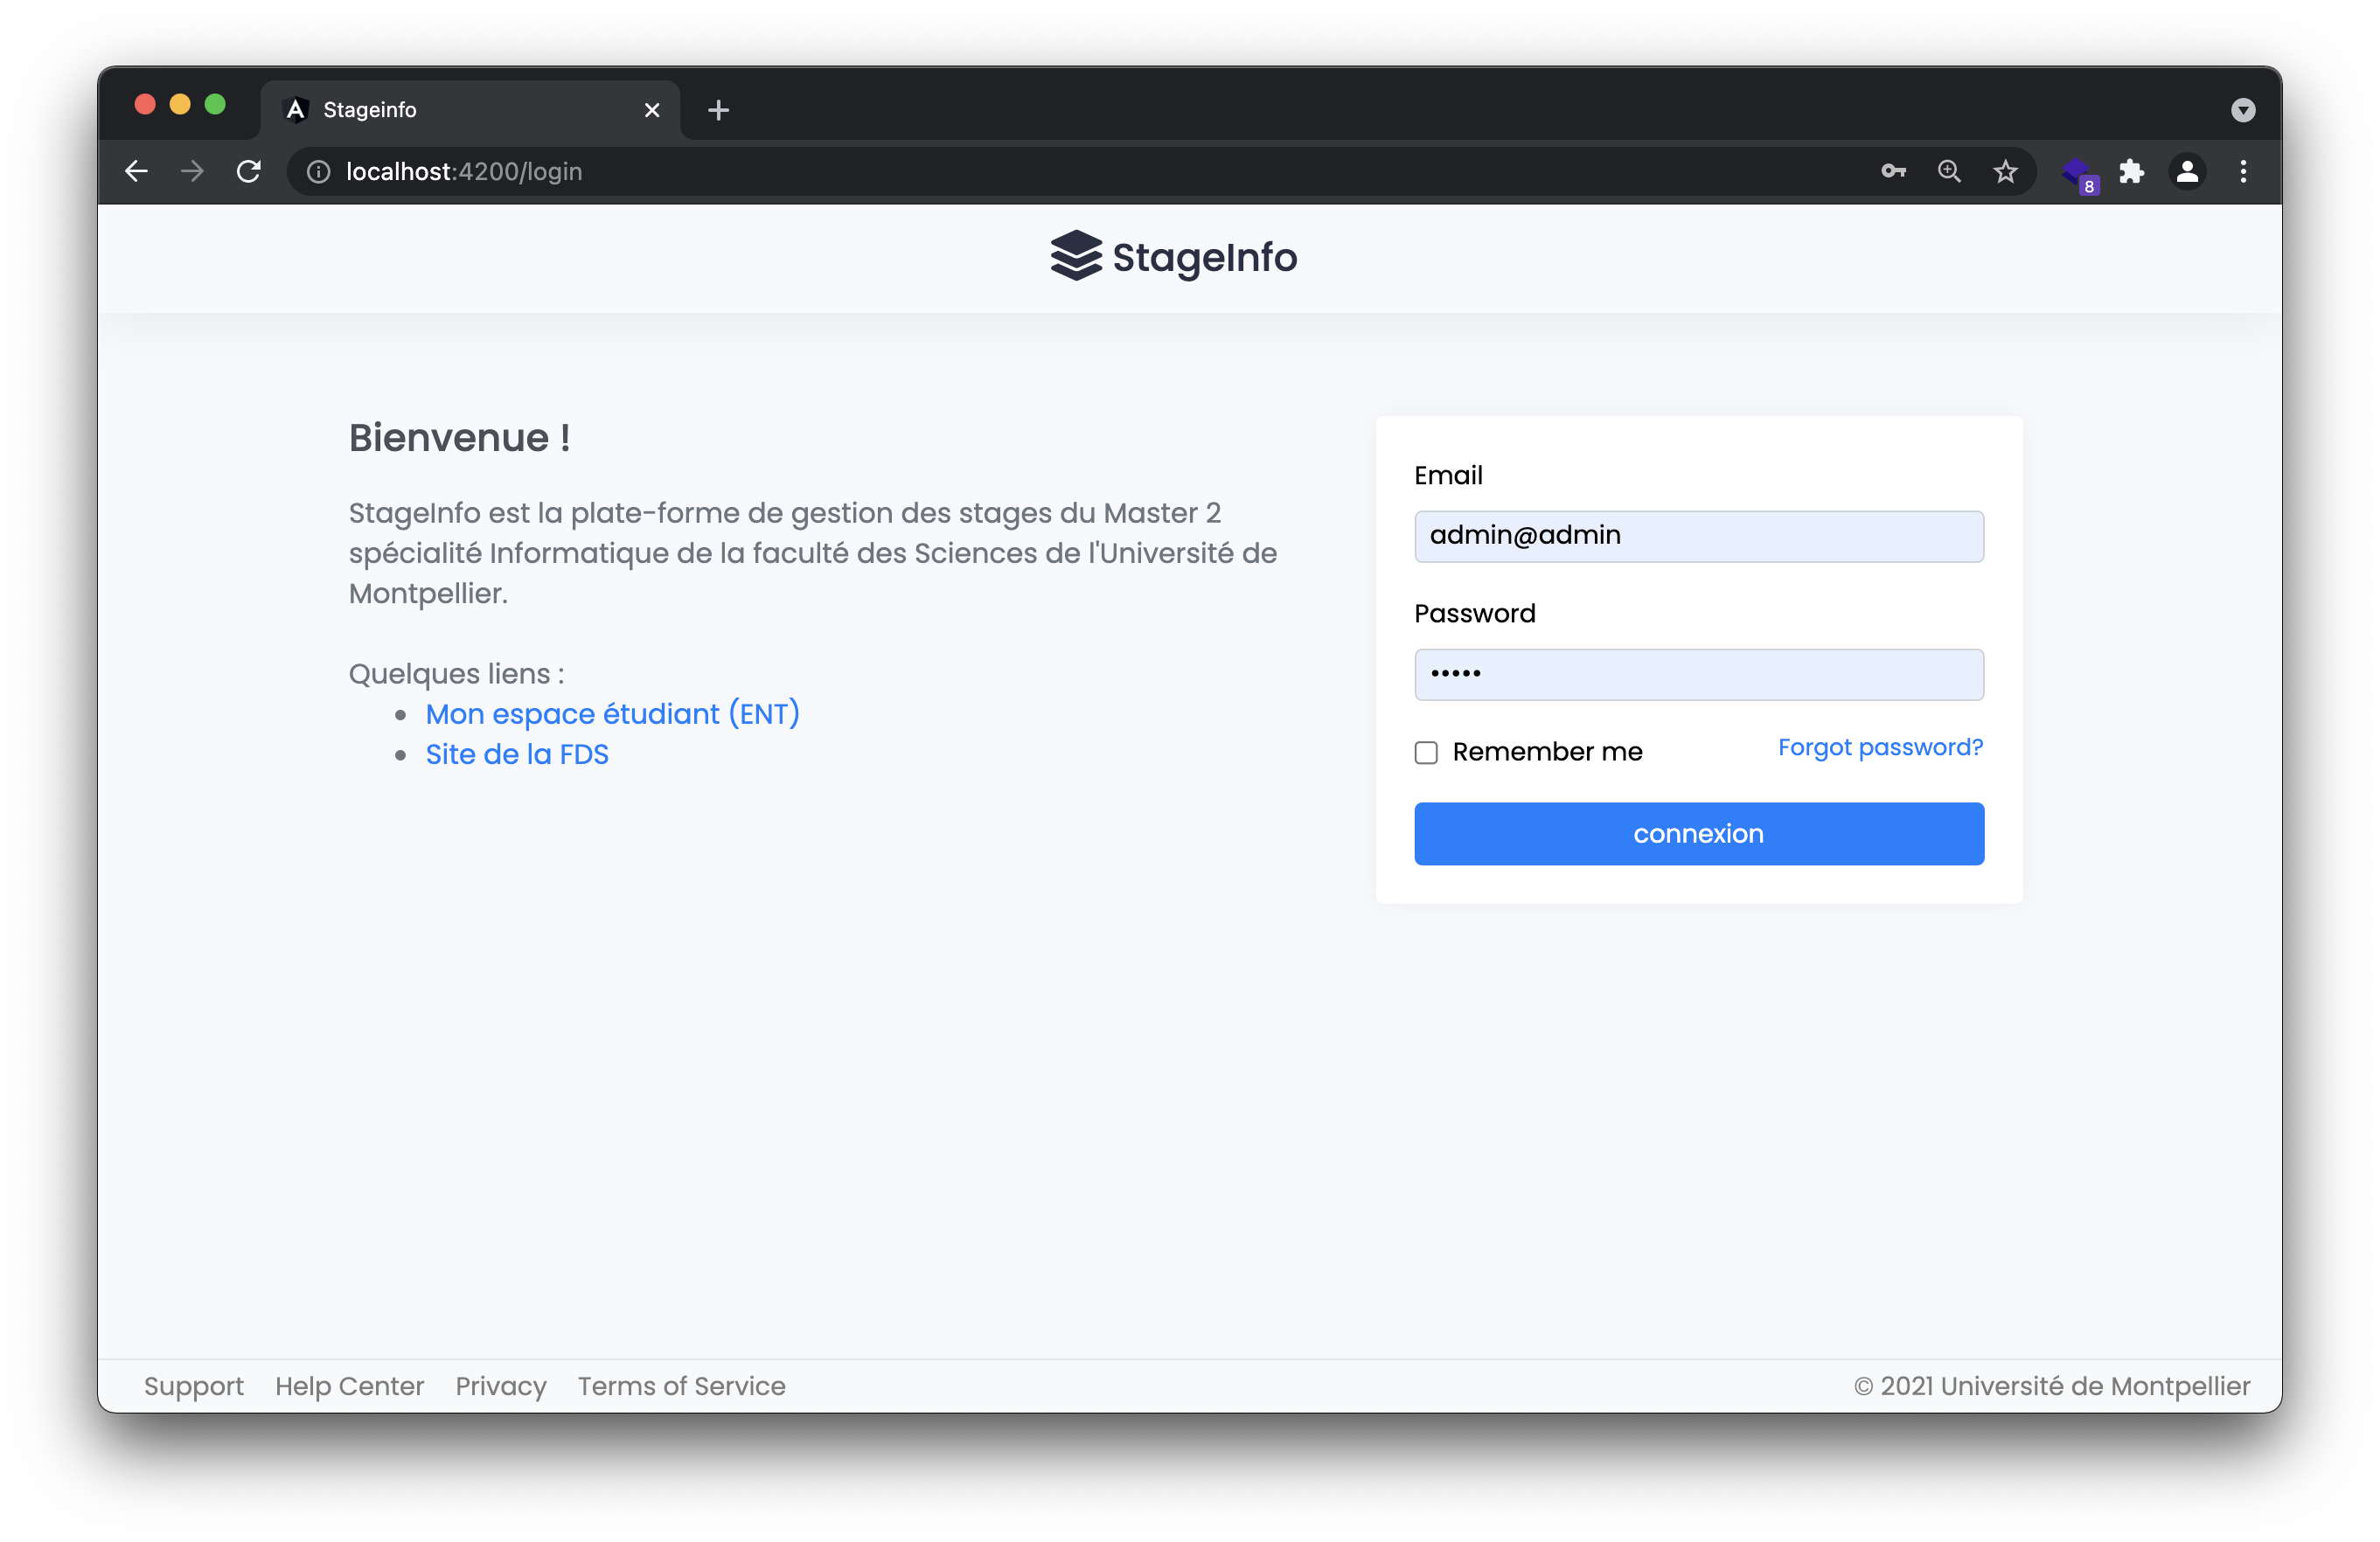 Stageinfo
localhost:4200/login
8
StageInfo
Bienvenue !
StageInfo est la plate-forme de gestion des stages du Master 2
spécialité Informatique de la faculté des Sciences de l'Université de
Montpellier.
Quelques liens :
Mon espace étudiant (ENT)
Site de la FDS
Email
admin@admin
Password
•••••
Remember me
Forgot password?
connexion
Support Help Center Privacy Terms of Service
© 2021 Université de Montpellier